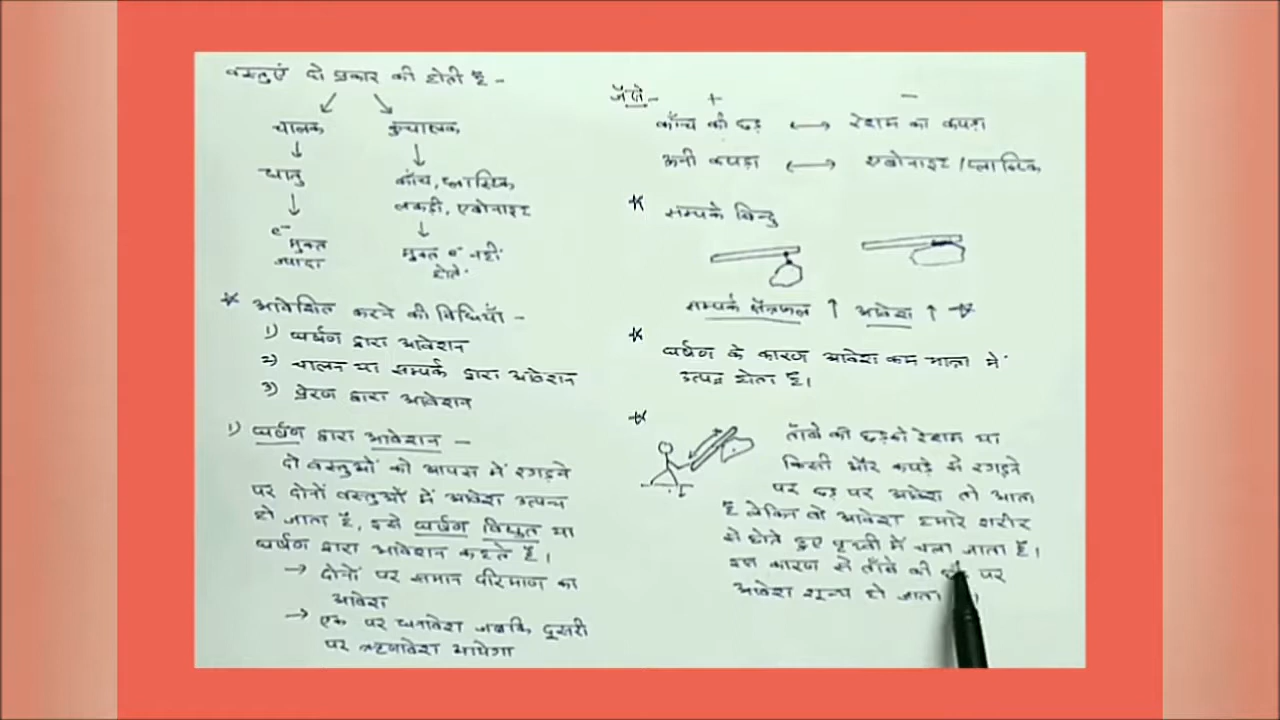 वस्तुएं दो प्रकार की होती है -
चालक
कुचालक
धातु
काँच, प्लास्टिक
लकड़ी, एबोनाइट
e⁻
मुक्त
ज्यादा
मुक्त e⁻ नहीं
होते
* आवेशित करने की विधियाँ -
1) घर्षण द्वारा आवेशन
2) चालन या सम्पर्क द्वारा आवेशन
3) प्रेरण द्वारा आवेशन
1) घर्षण द्वारा आवेशन -
दो वस्तुओं को आपस में रगड़ने
पर दोनों वस्तुओं में आवेश उत्पन्न
हो जाता है, इसे घर्षण विद्युत या
घर्षण द्वारा आवेशन कहते है।
→ दोनों पर समान परिमाण का
आवेश
→ एक पर धनावेश जबकि दूसरी
पर ऋणावेश आयेगा
जैसे - + -
काँच की छड़ ↔ रेशम का कपड़ा
ऊनी कपड़ा ↔ एबोनाइट/प्लास्टिक
* सम्पर्क बिन्दु
सम्पर्क क्षेत्रफल ↑ आवेश ↑ *
* घर्षण के कारण आवेश कम मात्रा में
उत्पन्न होता है।
* ताँबे की छड़ को रेशम या
किसी और कपड़े से रगड़ने
पर छड़ पर आवेश तो आता
है लेकिन वो आवेश हमारे शरीर
से होते हुए पृथ्वी में चला जाता है।
इस कारण से ताँबे की पर
आवेश शून्य हो जाता